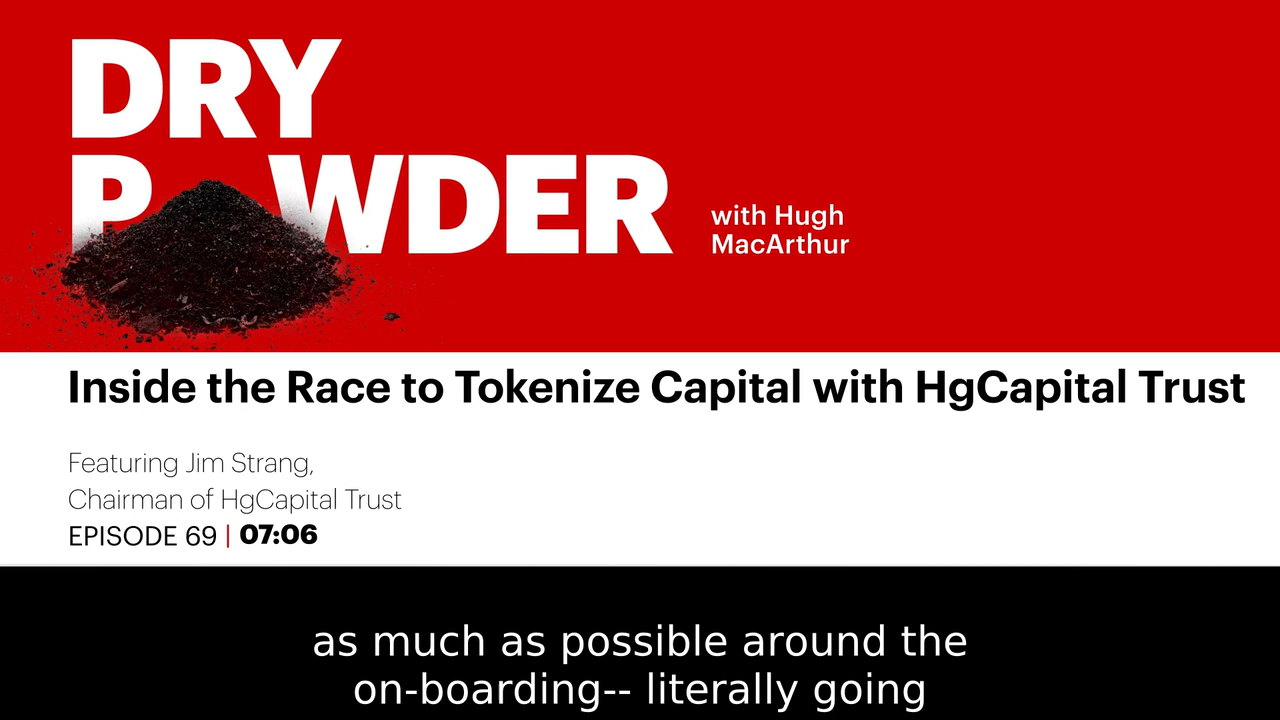 DRY
POWDER
with Hugh
MacArthur
Inside the Race to Tokenize Capital with HgCapital Trust
Featuring Jim Strang,
Chairman of HgCapital Trust
EPISODE 69 | 07:06
as much as possible around the
on-boarding-- literally going